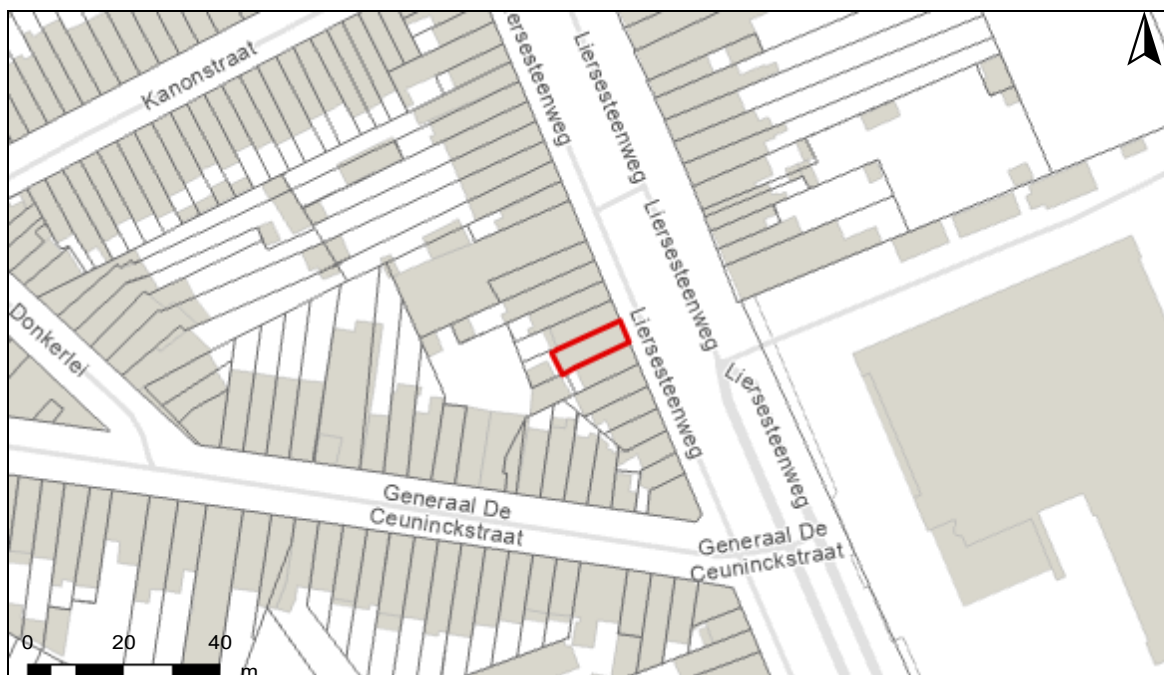 Kanonstraat
ersesteenweg
Liersesteenweg
Liersesteenweg
Liersesteenweg
Liersesteenweg
Donkerlei
Generaal De
Ceuninckstraat
Generaal De
Ceuninckstraat
0 20 40
m